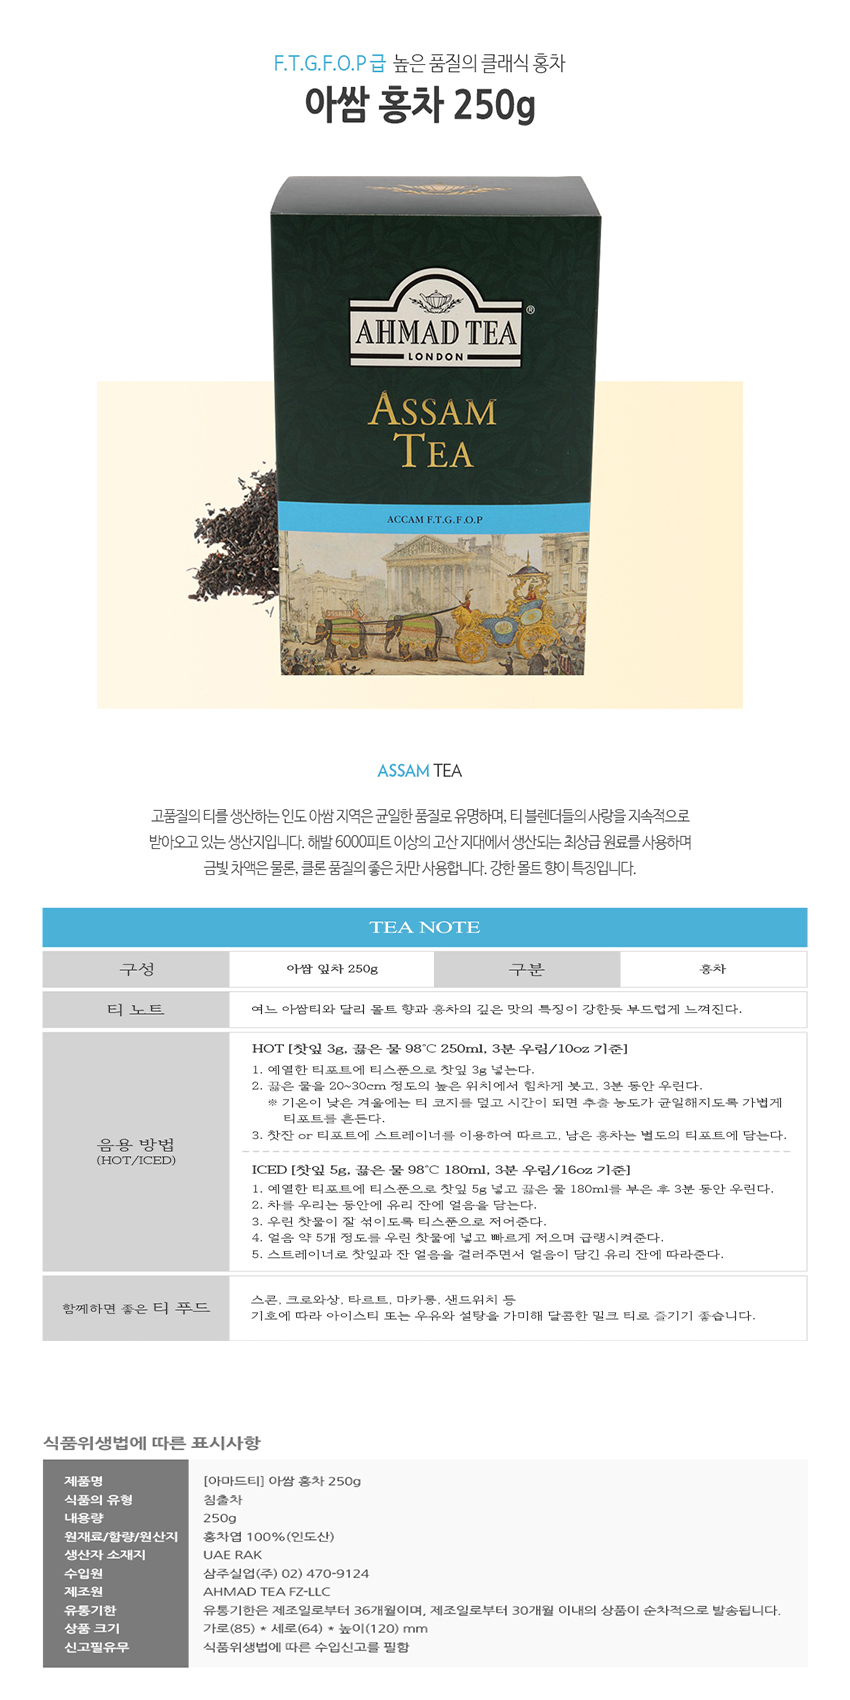 F.T.G.F.O.P급 높은 품질의 클래식 홍차
아쌈 홍차 250g
AHMAD TEA
®
LONDON
ASSAM
TEA
ACCAM F.T.G.F.O.P
ASSAM TEA
고품질의 티를 생산하는 인도 아쌈 지역은 균일한 품질로 유명하며, 티 블렌더들의 사랑을 지속적으로
받아오고 있는 생산지입니다. 해발 6000피트 이상의 고산 지대에서 생산되는 최상급 원료를 사용하며
금빛 차액은 물론, 클론 품질의 좋은 차만 사용합니다. 강한 몰트 향이 특징입니다.
TEA NOTE
구성 아쌈 잎차 250g 구분 홍차
티 노트 여느 아쌈티와 달리 몰트 향과 홍차의 깊은 맛의 특징이 강한듯 부드럽게 느껴진다.
음용 방법
(HOT/ICED)
HOT [찻잎 3g, 끓은 물 98℃ 250ml, 3분 우림/10oz 기준]
1. 예열한 티포트에 티스푼으로 찻잎 3g 넣는다.
2. 끓은 물을 20~30cm 정도의 높은 위치에서 힘차게 붓고, 3분 동안 우린다.
※ 기온이 낮은 겨울에는 티 코지를 덮고 시간이 되면 추출 농도가 균일해지도록 가볍게
티포트를 흔든다.
3. 찻잔 or 티포트에 스트레이너를 이용하여 따르고, 남은 홍차는 별도의 티포트에 담는다.
ICED [찻잎 5g, 끓은 물 98℃ 180ml, 3분 우림/16oz 기준]
1. 예열한 티포트에 티스푼으로 찻잎 5g 넣고 끓은 물 180ml를 부은 후 3분 동안 우린다.
2. 차를 우리는 동안에 유리 잔에 얼음을 담는다.
3. 우린 찻물이 잘 섞이도록 티스푼으로 저어준다.
4. 얼음 약 5개 정도를 우린 찻물에 넣고 빠르게 저으며 급랭시켜준다.
5. 스트레이너로 찻잎과 잔 얼음을 걸러주면서 얼음이 담긴 유리 잔에 따라준다.
함께하면 좋은 티 푸드
스콘, 크로와상, 타르트, 마카롱, 샌드위치 등
기호에 따라 아이스티 또는 우유와 설탕을 가미해 달콤한 밀크 티로 즐기기 좋습니다.
식품위생법에 따른 표시사항
제품명 [아마드티] 아쌈 홍차 250g
식품의 유형 침출차
내용량 250g
원재료/함량/원산지 홍차엽 100%(인도산)
생산자 소재지 UAE RAK
수입원 삼주실업(주) 02) 470-9124
제조원 AHMAD TEA FZ-LLC
유통기한 유통기한은 제조일로부터 36개월이며, 제조일로부터 30개월 이내의 상품이 순차적으로 발송됩니다.
상품 크기 가로(85) * 세로(64) * 높이(120) mm
신고필유무 식품위생법에 따른 수입신고를 필함